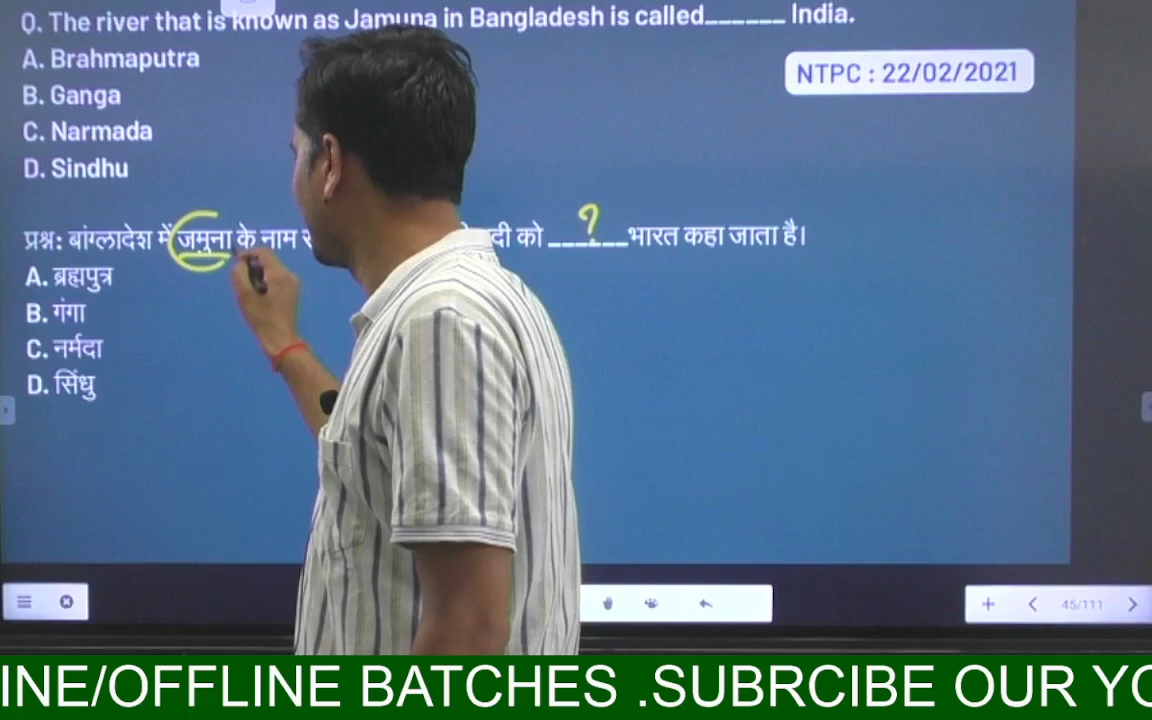 Q. The river that is known as Jamuna in Bangladesh is called______ India.
A. Brahmaputra
NTPC : 22/02/2021
B. Ganga
C. Narmada
D. Sindhu
?
प्रश्न: बांग्लादेश में जमुना के नाम को ______भारत कहा जाता है।
A. ब्रह्मपुत्र
B. गंगा
C. नर्मदा
D. सिंधु
45/111
INE/OFFLINE BATCHES .SUBRCIBE OUR YO